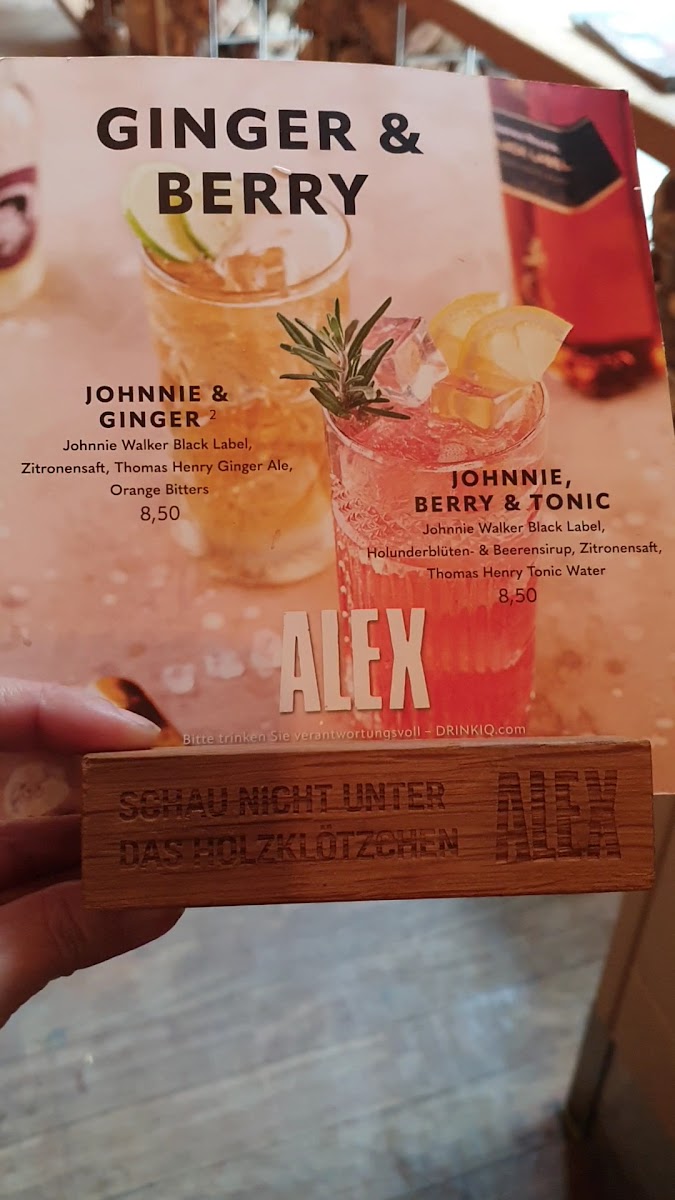 GINGER &
BERRY
JOHNNIE &
GINGER 2
Johnnie Walker Black Label,
Zitronensaft, Thomas Henry Ginger Ale,
Orange Bitters
8,50
JOHNNIE,
BERRY & TONIC
Johnnie Walker Black Label,
Holunderblüten- & Beerensirup, Zitronensaft,
Thomas Henry Tonic Water
8,50
ALEX
Bitte trinken Sie verantwortungsvoll – DRINKIQ.com
SCHAU NICHT UNTER
DAS HOLZKLÖTZCHEN
ALEX